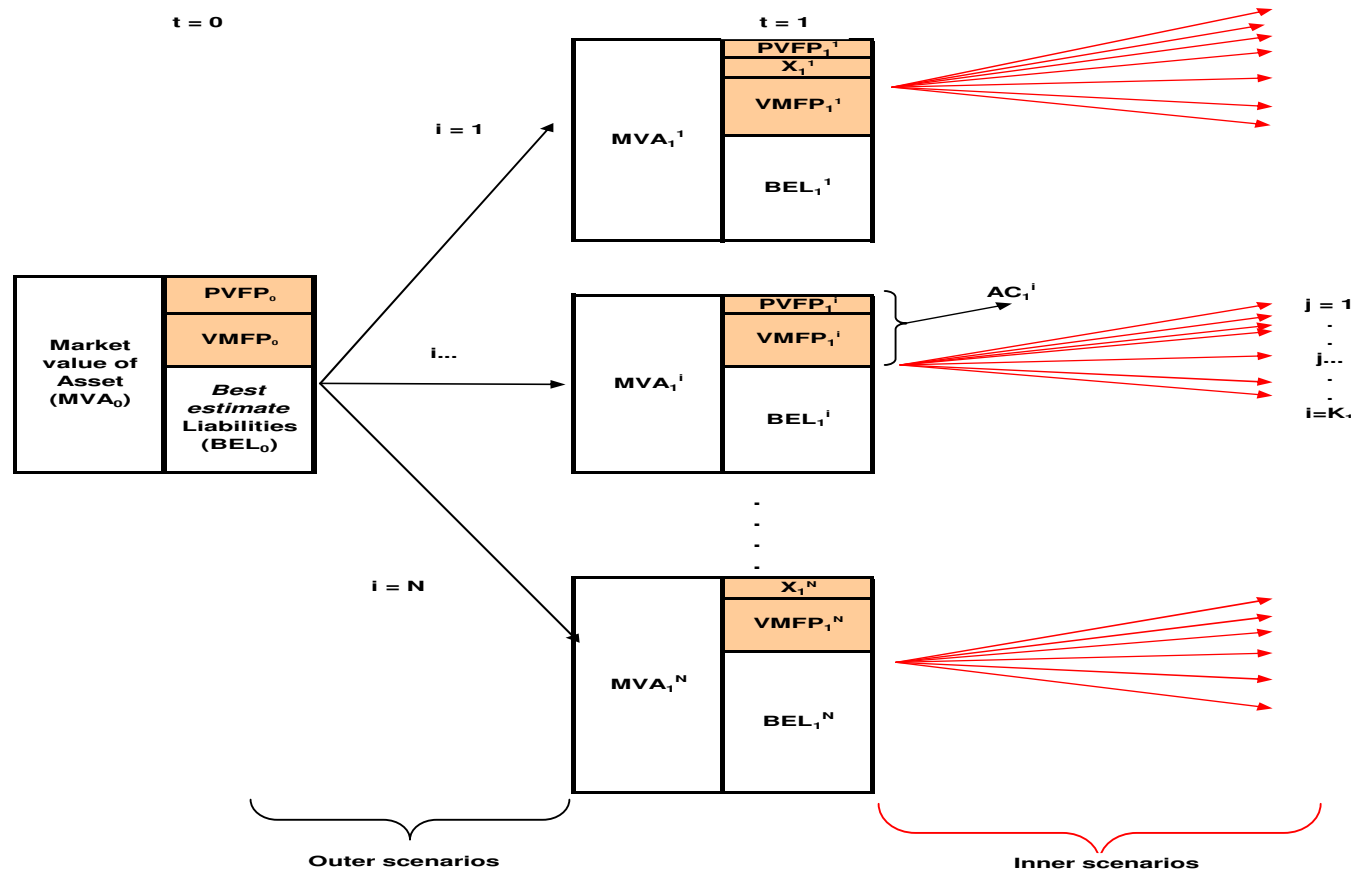 t = 0
t = 1
PVFP₁¹
X₁¹
VMFP₁¹
MVA₁¹
BEL₁¹
i = 1
PVFP₀
VMFP₀
Market
value of
Asset
(MVA₀)
Best
estimate
Liabilities
(BEL₀)
i...
PVFP₁ⁱ
VMFP₁ⁱ
MVA₁ⁱ
BEL₁ⁱ
AC₁ⁱ
j = 1
-
-
j...
-
-
i=K₁
-
-
-
-
i = N
X₁ᴺ
VMFP₁ᴺ
MVA₁ᴺ
BEL₁ᴺ
Outer scenarios
Inner scenarios